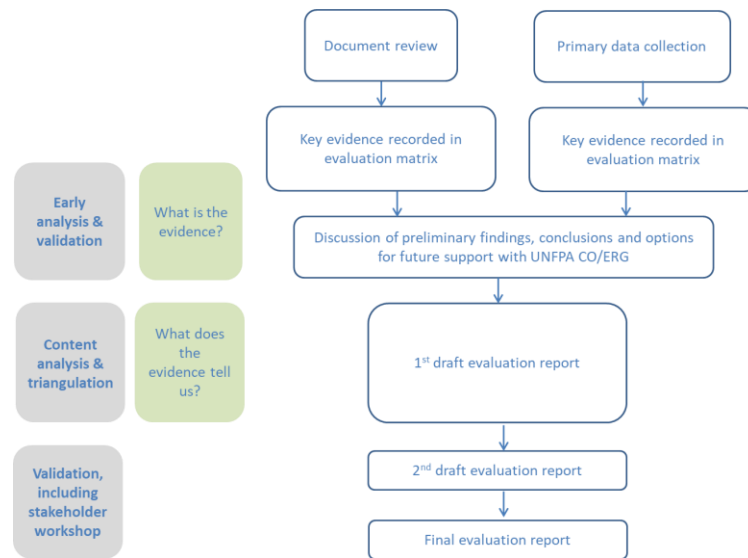 Document review
Primary data collection
Key evidence recorded in
evaluation matrix
Key evidence recorded in
evaluation matrix
Early
analysis &
validation
What is the
evidence?
Discussion of preliminary findings, conclusions and options
for future support with UNFPA CO/ERG
Content
analysis &
triangulation
What does
the
evidence tell
us?
1st draft evaluation report
Validation,
including
stakeholder
workshop
2nd draft evaluation report
Final evaluation report